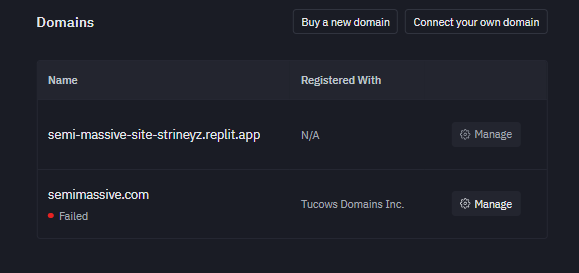 Domains
Buy a new domain
Connect your own domain
Name
Registered With
semi-massive-site-strineyz.replit.app
N/A
Manage
semimassive.com
Failed
Tucows Domains Inc.
Manage